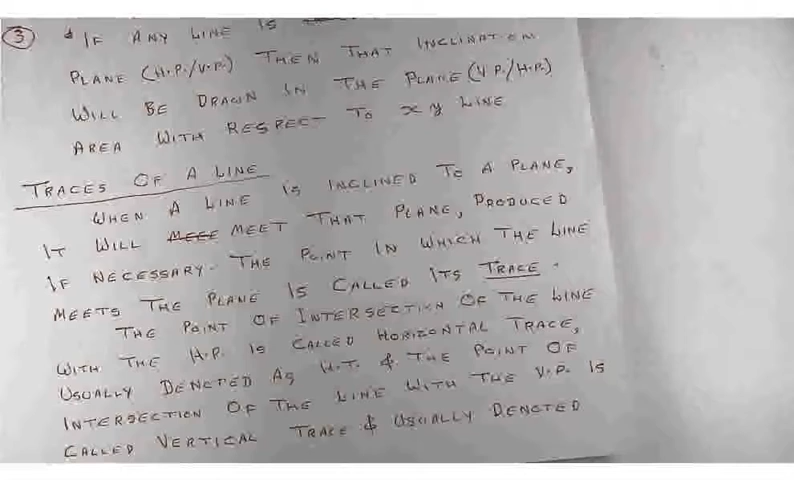 ③ * IF ANY LINE IS
PLANE (H.P./V.P.) THEN THAT INCLINATION
WILL BE DRAWN IN THE PLANE (V.P./H.P.)
AREA WITH RESPECT TO xy LINE
TRACES OF A LINE
WHEN A LINE IS INCLINED TO A PLANE,
IT WILL MEET THAT PLANE, PRODUCED
IF NECESSARY. THE POINT IN WHICH THE LINE
MEETS THE PLANE IS CALLED ITS TRACE.
THE POINT OF INTERSECTION OF THE LINE
WITH THE H.P. IS CALLED HORIZONTAL TRACE,
USUALLY DENOTED AS H.T. & THE POINT OF
INTERSECTION OF THE LINE WITH THE V.P. IS
CALLED VERTICAL TRACE & USUALLY DENOTED